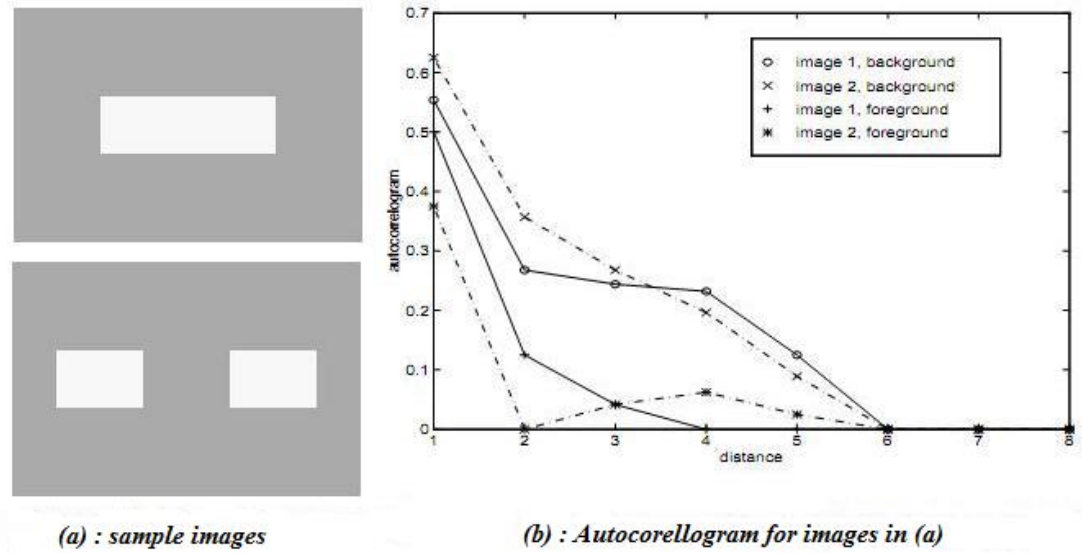 0.7
0.6
0.5
0.4
0.3
0.2
0.1
0
autocorrelogram
image 1, background
image 2, background
image 1, foreground
image 2, foreground
1 2 3 4 5 6 7 8
distance
(a) : sample images
(b) : Autocorellogram for images in (a)